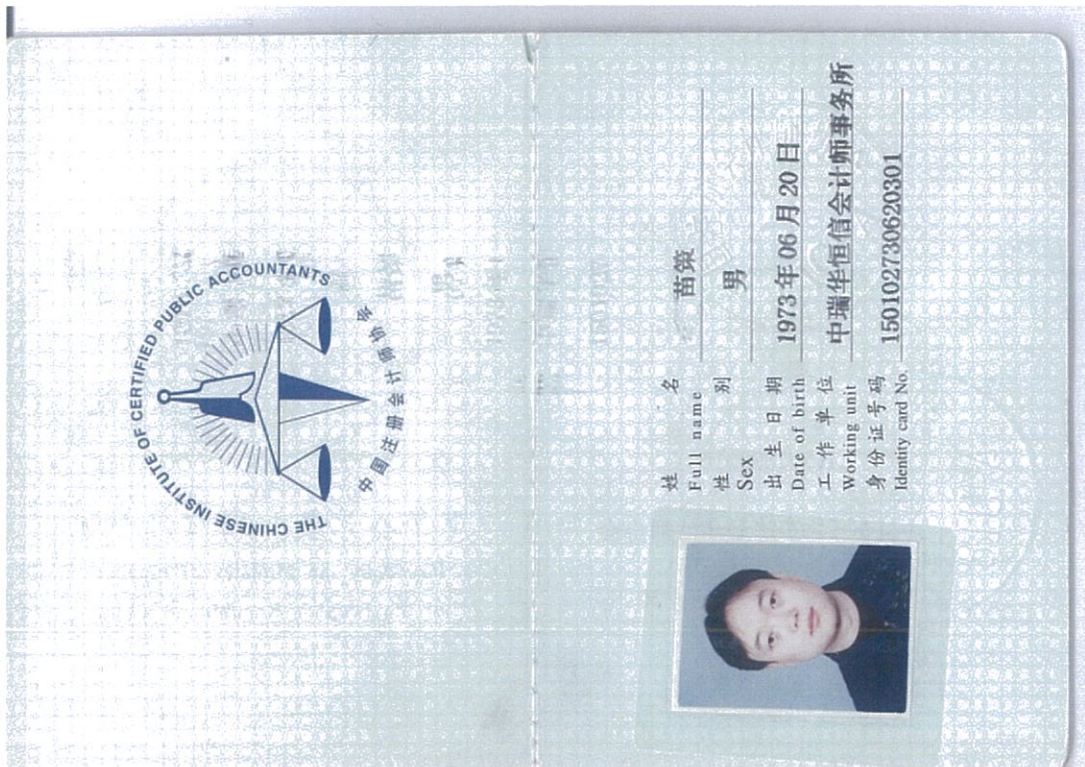 THE CHINESE INSTITUTE OF CERTIFIED PUBLIC ACCOUNTANTS
中国注册会计师协会
姓 名 苗策
Full name
性 别 男
Sex
出 生 日 期 1973年06月20日
Date of birth
工 作 单 位 中瑞华恒信会计师事务所
Working unit
身 份 证 号 码 150102730620301
Identity card No.